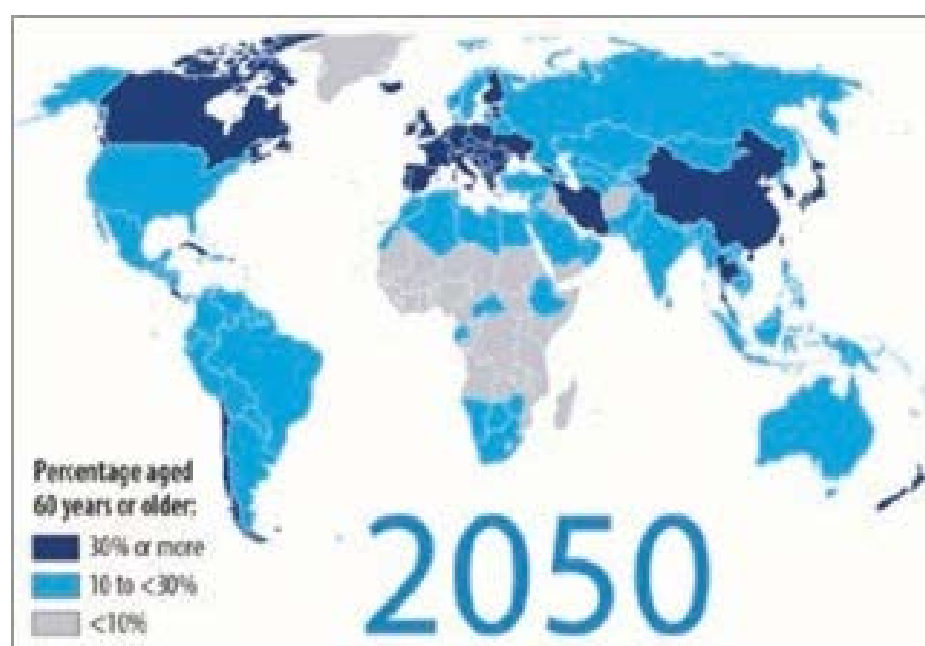 Percentage aged
60 years or older:
30% or more
10 to <30%
<10%
2050